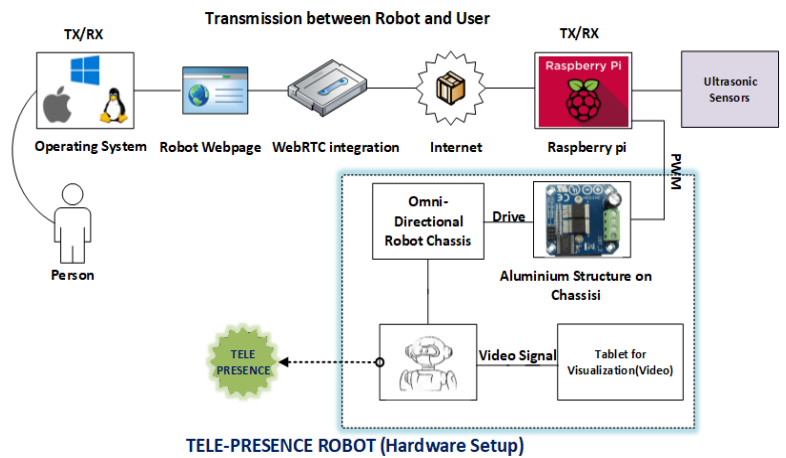 Transmission between Robot and User
TX/RX
TX/RX
Raspberry Pi
Ultrasonic
Sensors
Operating System
Robot Webpage
WebRTC integration
Internet
Raspberry pi
PWM
Omni-
Directional
Robot Chassis
Drive
Person
Aluminium Structure on
Chassisi
TELE
PRESENCE
Video Signal
Tablet for
Visualization(Video)
TELE-PRESENCE ROBOT (Hardware Setup)